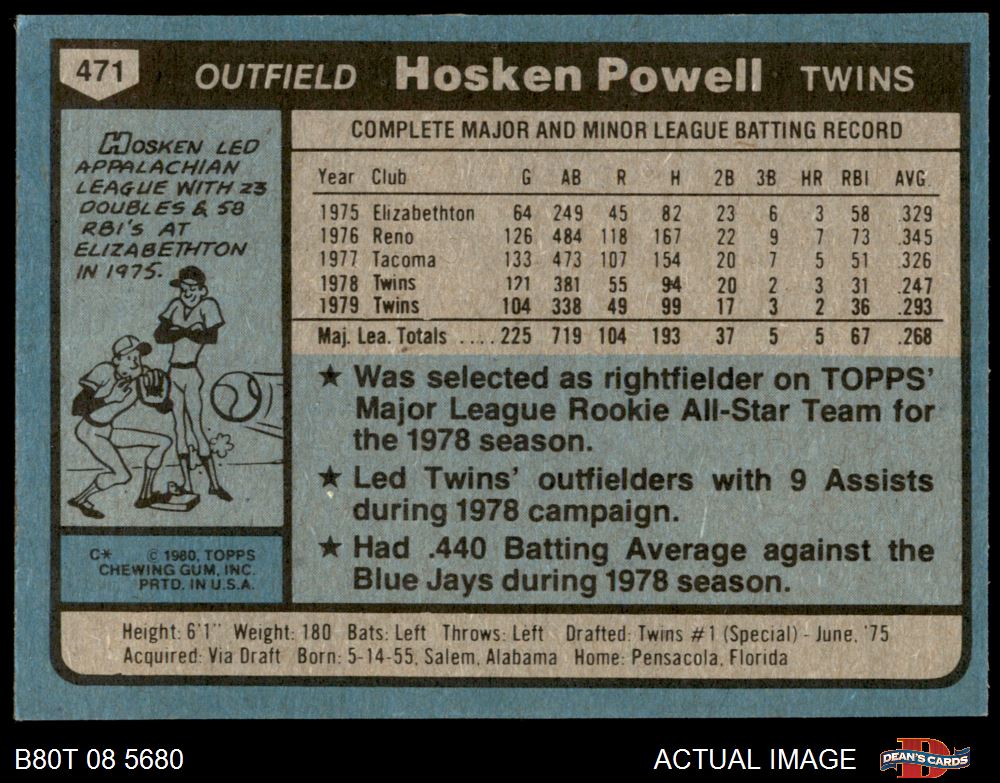 471 OUTFIELD Hosken Powell TWINS
HOSKEN LED
APPALACHIAN
LEAGUE WITH 23
DOUBLES & 58
RBI'S AT
ELIZABETHTON
IN 1975.
COMPLETE MAJOR AND MINOR LEAGUE BATTING RECORD
Year Club G AB R H 2B 3B HR RBI AVG.
1975 Elizabethton 64 249 45 82 23 6 3 58 .329
1976 Reno 126 484 118 167 22 9 7 73 .345
1977 Tacoma 133 473 107 154 20 7 5 51 .326
1978 Twins 121 381 55 94 20 2 3 31 .247
1979 Twins 104 338 49 99 17 3 2 36 .293
Maj. Lea. Totals .... 225 719 104 193 37 5 5 67 .268
★ Was selected as rightfielder on TOPPS'
Major League Rookie All-Star Team for
the 1978 season.
★ Led Twins' outfielders with 9 Assists
during 1978 campaign.
★ Had .440 Batting Average against the
Blue Jays during 1978 season.
C* © 1980, TOPPS
CHEWING GUM, INC.
PRTD. IN U.S.A.
Height: 6'1" Weight: 180 Bats: Left Throws: Left Drafted: Twins #1 (Special) - June, '75
Acquired: Via Draft Born: 5-14-55, Salem, Alabama Home: Pensacola, Florida
B80T 08 5680 ACTUAL IMAGE DEAN'S CARDS